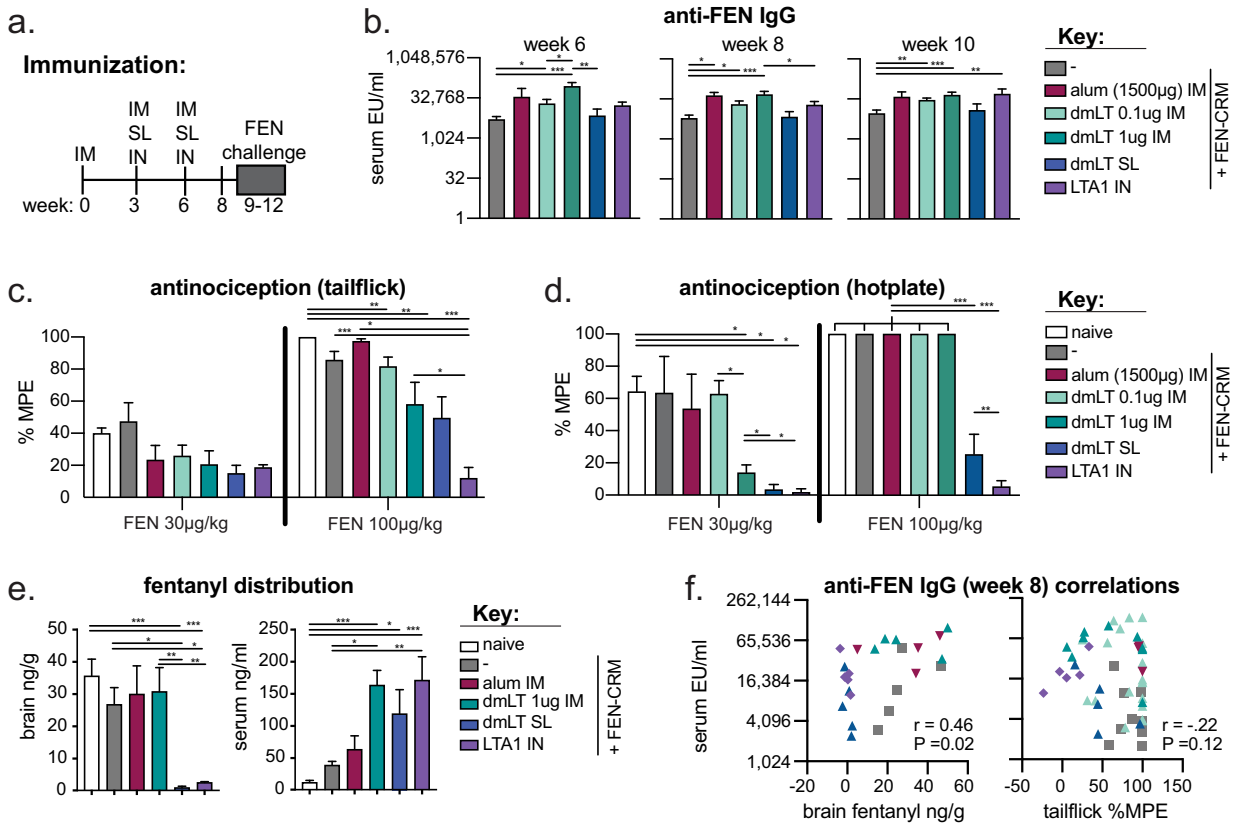 a.
Immunization:
IM
IM
SL
IN
IM
SL
IN
FEN
challenge
week: 0 3 6 8 9-12
b.
anti-FEN IgG
week 6
week 8
week 10
serum EU/ml
1,048,576
32,768
1,024
32
1
* * *** **
* * *** *
** *** **
Key:
-
alum (1500µg) IM
dmLT 0.1ug IM
dmLT 1ug IM
dmLT SL
LTA1 IN
+ FEN-CRM
c.
antinociception (tailflick)
% MPE
100
80
60
40
20
0
** ** ***
*** *
*
FEN 30µg/kg
FEN 100µg/kg
d.
antinociception (hotplate)
% MPE
100
80
60
40
20
0
*
*
*
*
* *
*** ***
**
FEN 30µg/kg
FEN 100µg/kg
Key:
naive
-
alum (1500µg) IM
dmLT 0.1ug IM
dmLT 1ug IM
dmLT SL
LTA1 IN
+ FEN-CRM
e.
fentanyl distribution
brain ng/g
50
40
30
20
10
0
*** ***
* *
** **
serum ng/ml
250
200
150
100
50
0
*** * ***
* **
Key:
naive
-
alum IM
dmLT 1ug IM
dmLT SL
LTA1 IN
+ FEN-CRM
f.
anti-FEN IgG (week 8) correlations
serum EU/ml
262,144
65,536
16,384
4,096
1,024
r = 0.46
P =0.02
-20 0 20 40 60
brain fentanyl ng/g
r = -.22
P =0.12
-50 0 50 100 150
tailflick %MPE